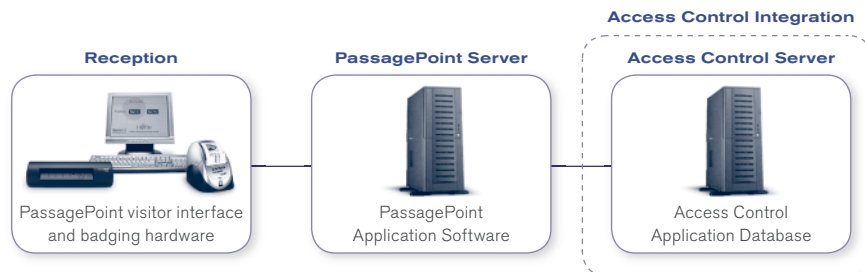 Access Control Integration
Reception
PassagePoint Server
Access Control Server
PassagePoint visitor interface
and badging hardware
PassagePoint
Application Software
Access Control
Application Database